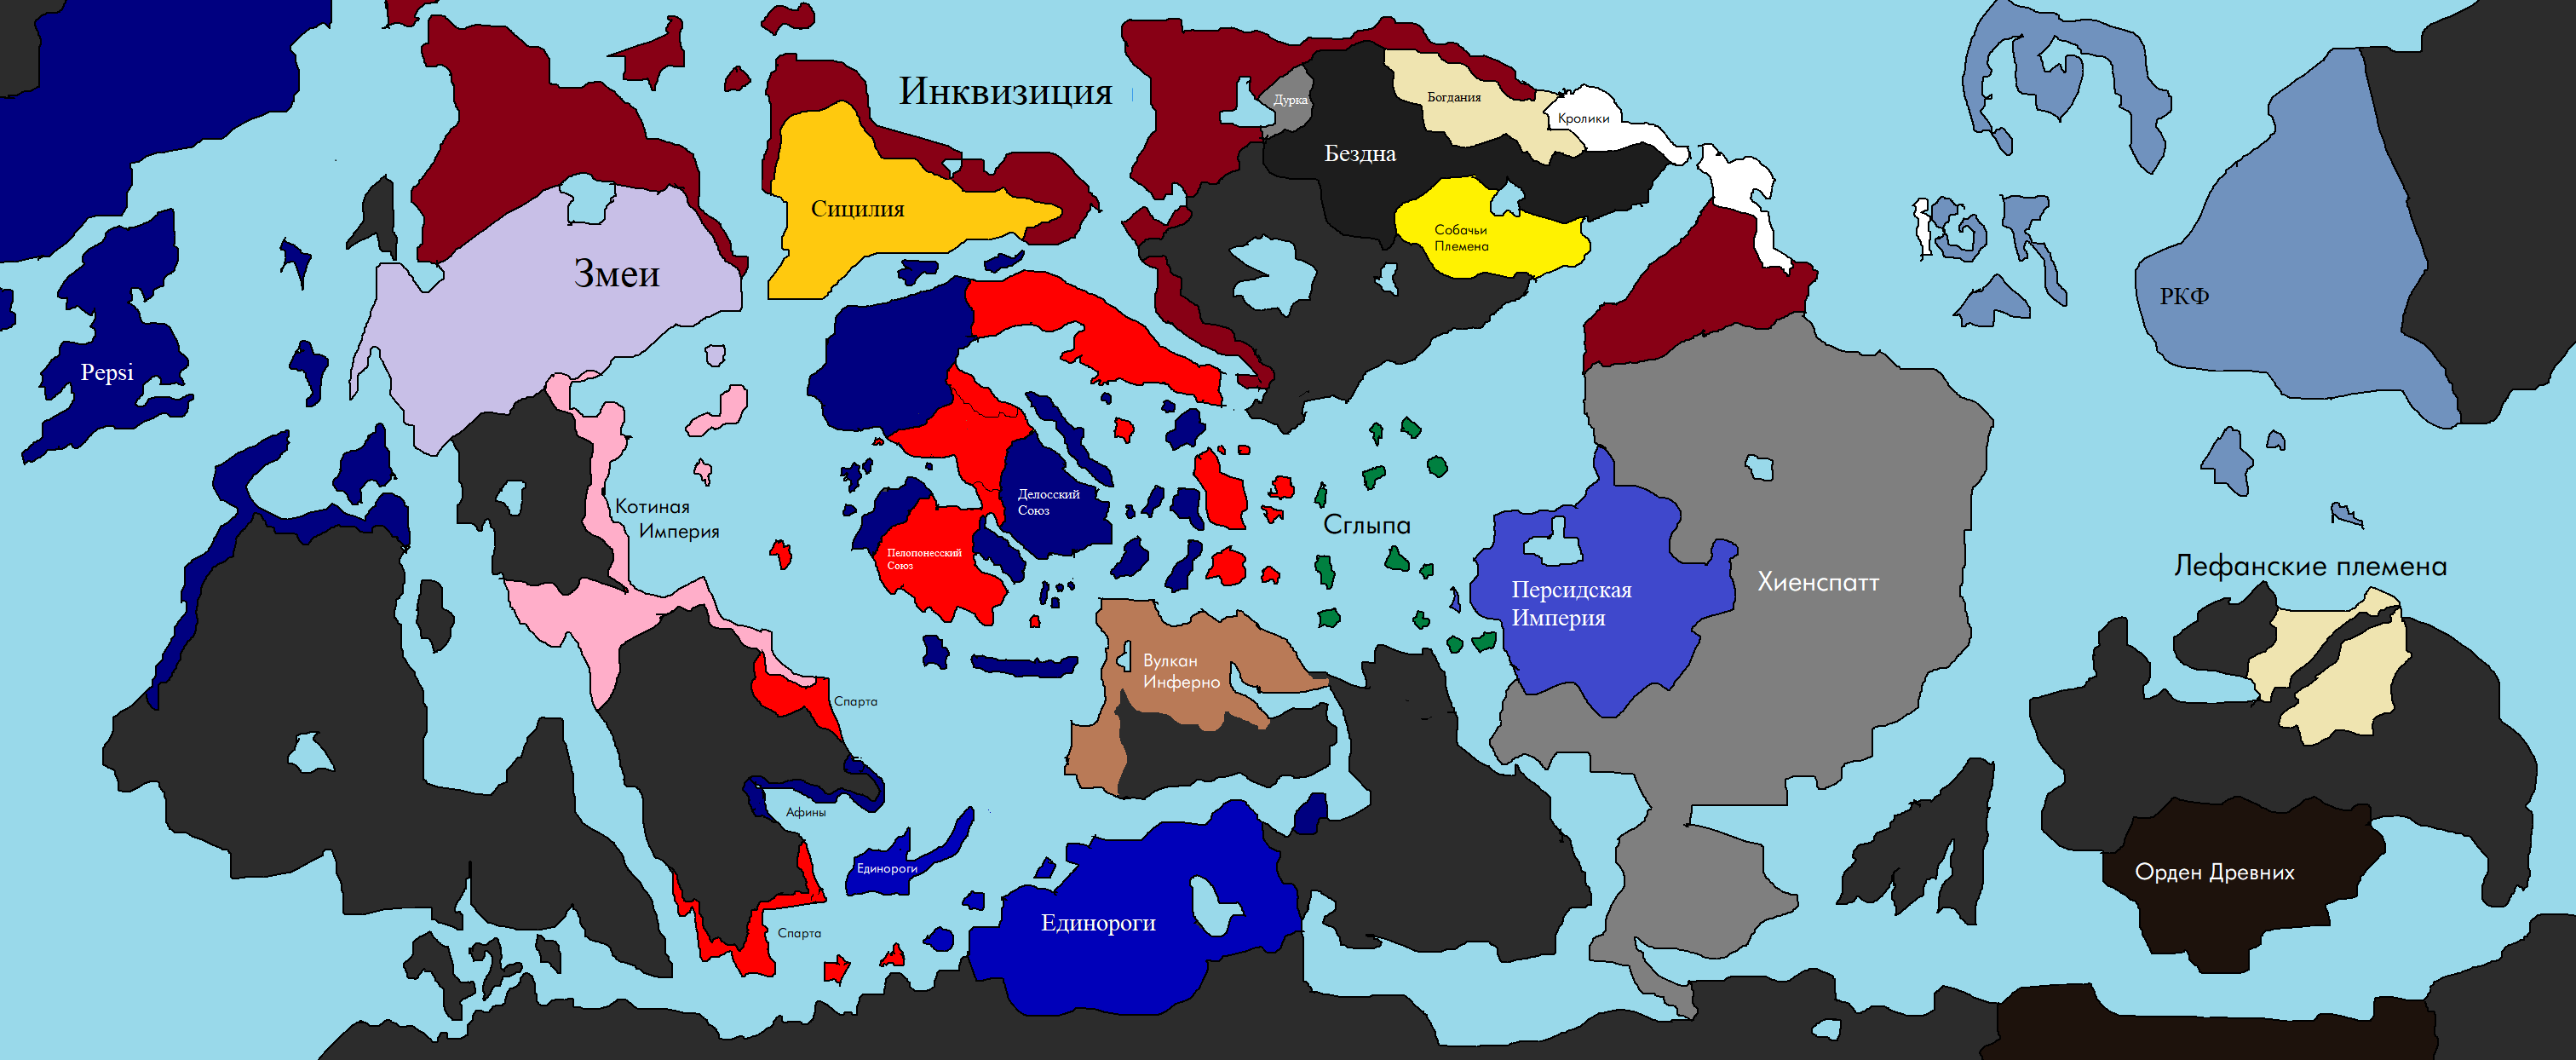 Инквизиция
Дурка
Богдания
Кролики
Бездна
Сицилия
Собачьи
Племена
Змеи
РКФ
Pepsi
Делосский
Союз
Котиная
Империя
Сглыпа
Пелопонесский
Союз
Лефанские племена
Хиенспатт
Персидская
Империя
Вулкан
Инферно
Спарта
Афины
Единороги
Орден Древних
Единороги
Спарта